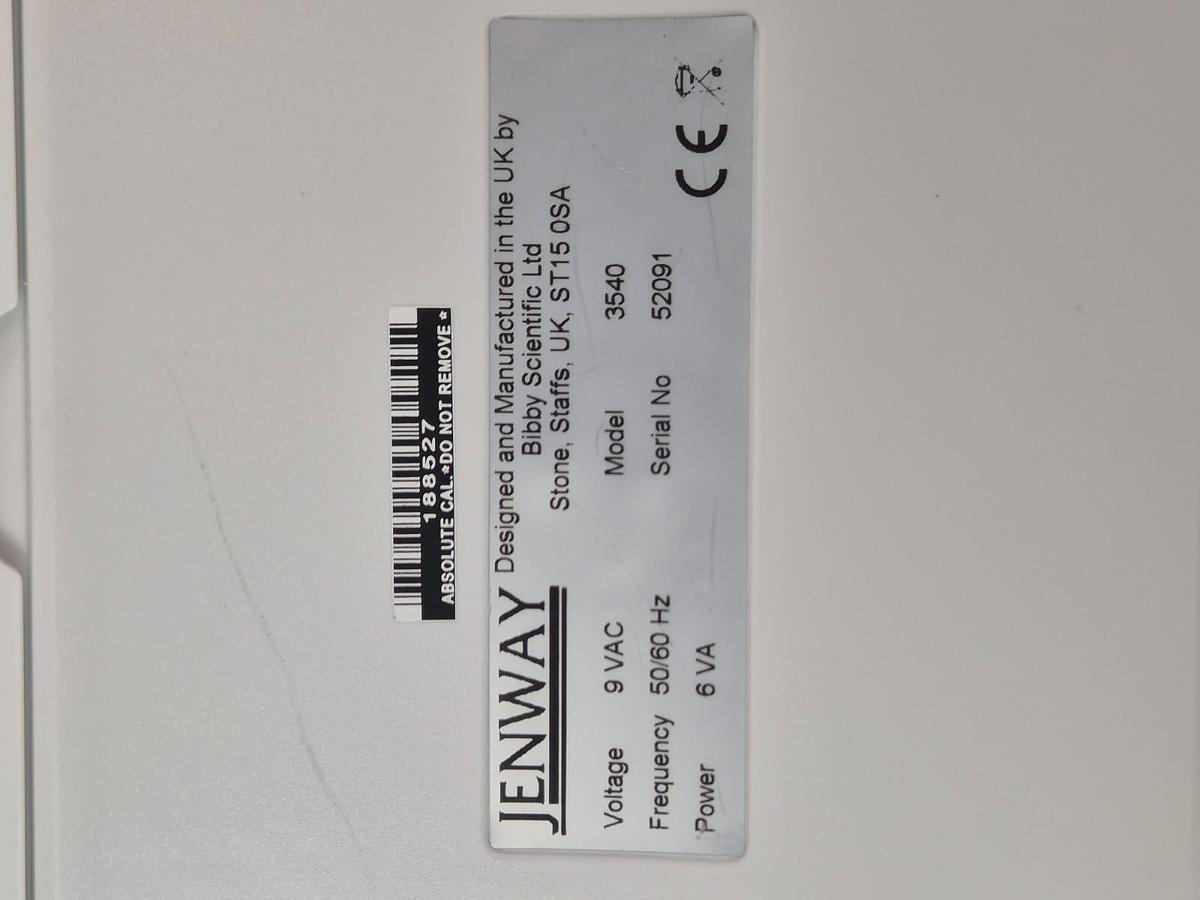 188527
ABSOLUTE CAL.*DO NOT REMOVE*
JENWAY
Designed and Manufactured in the UK by
Bibby Scientific Ltd
Stone, Staffs, UK, ST15 0SA
Voltage 9 VAC Model 3540
Frequency 50/60 Hz Serial No 52091
Power 6 VA CE